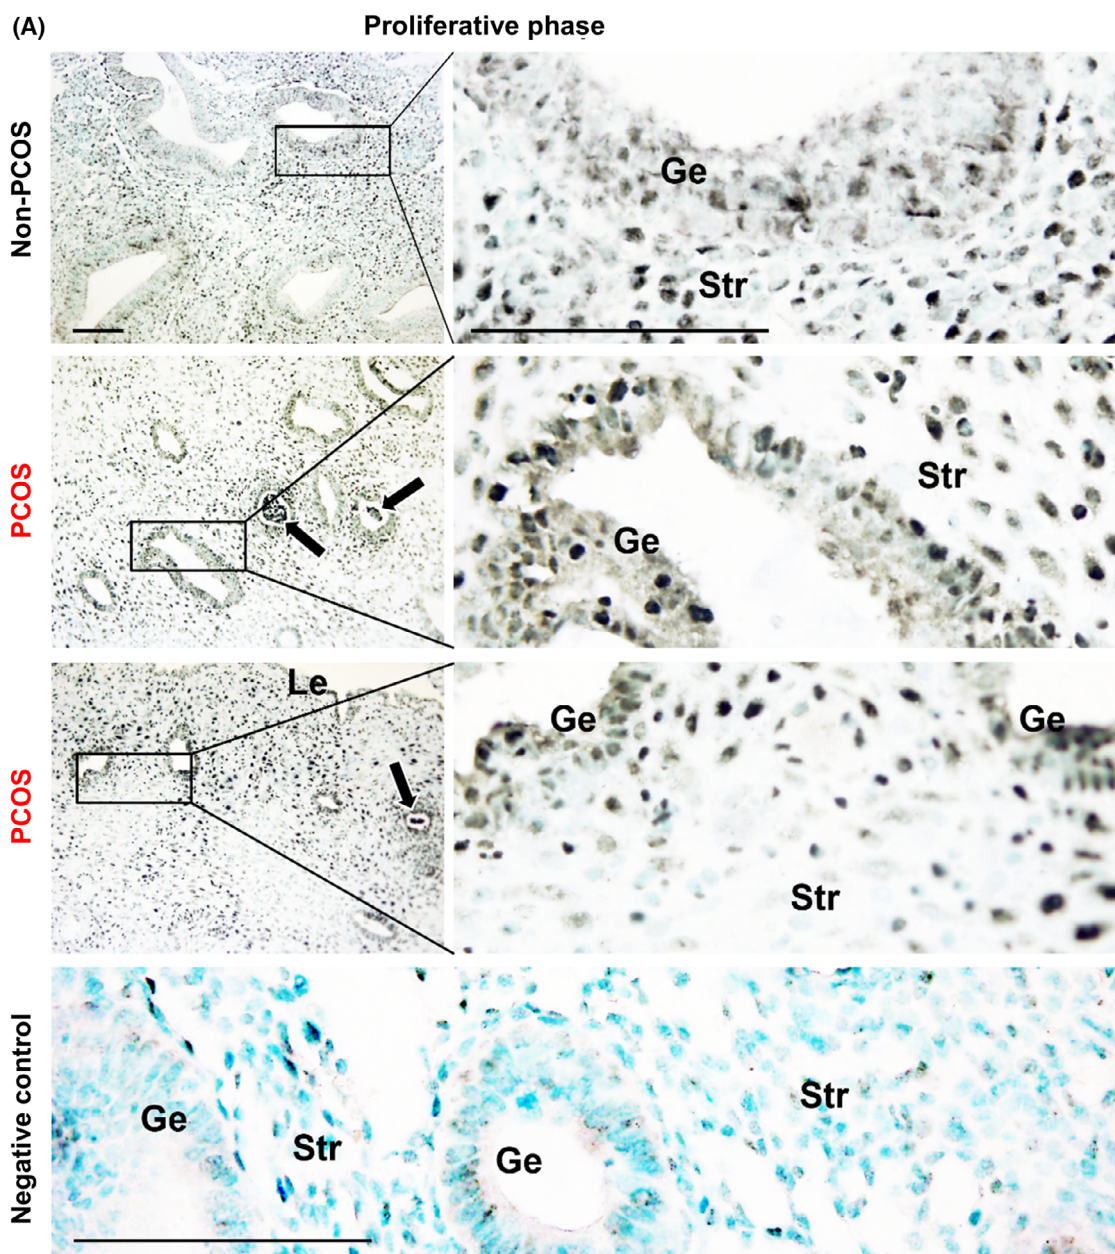 (A)
Proliferative phase
Non-PCOS
Ge
Str
PCOS
Str
Ge
PCOS
Le
Ge
Ge
Str
Negative control
Ge
Str
Ge
Str